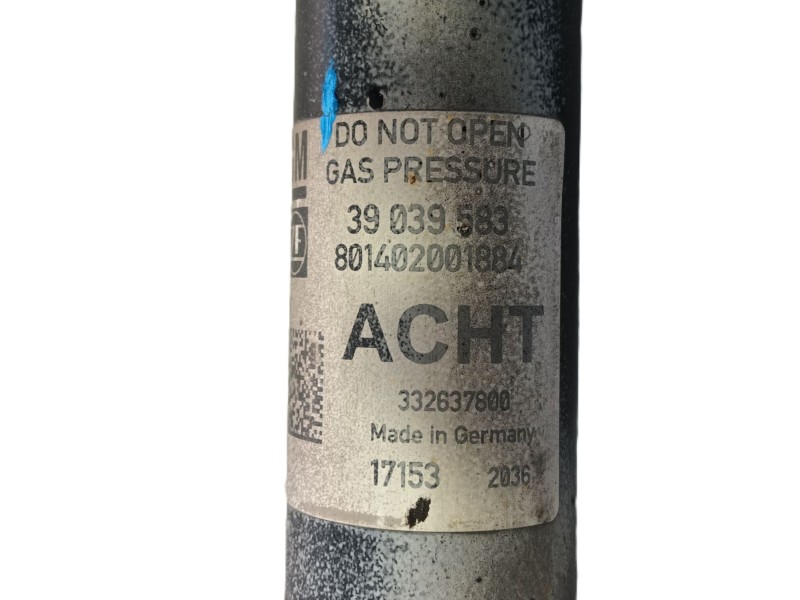 DO NOT OPEN
GAS PRESSURE
39 039 583
801402001884
ACHT
332637800
Made in Germany
17153 2036